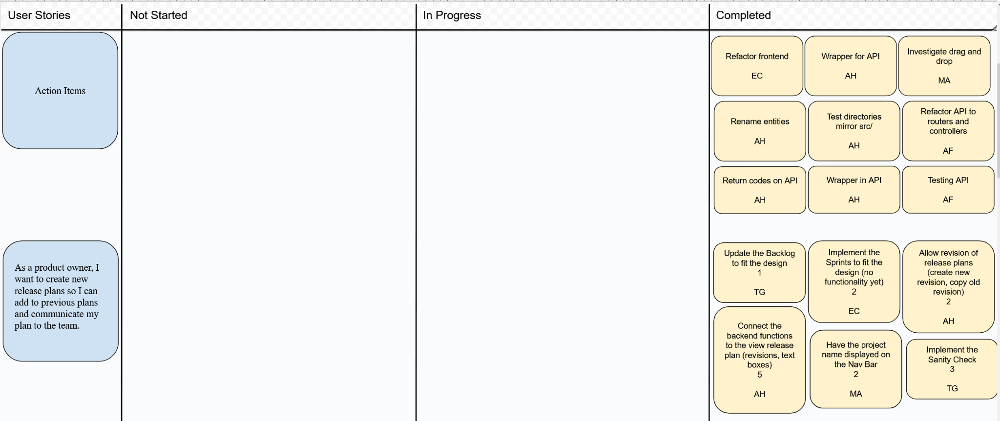 User Stories
Not Started
In Progress
Completed
Action Items
Refactor frontend
EC
Wrapper for API
AH
Investigate drag and
drop
MA
Rename entities
AH
Test directories
mirror src/
AH
Refactor API to
routers and
controllers
AF
Return codes on API
AH
Wrapper in API
AH
Testing API
AF
As a product owner, I
want to create new
release plans so I can
add to previous plans
and communicate my
plan to the team.
Update the Backlog
to fit the design
1
TG
Implement the
Sprints to fit the
design (no
functionality yet)
2
EC
Allow revision of
release plans
(create new
revision, copy old
revision)
2
AH
Connect the
backend functions
to the view release
plan (revisions, text
boxes)
5
AH
Have the project
name displayed on
the Nav Bar
2
MA
Implement the
Sanity Check
3
TG